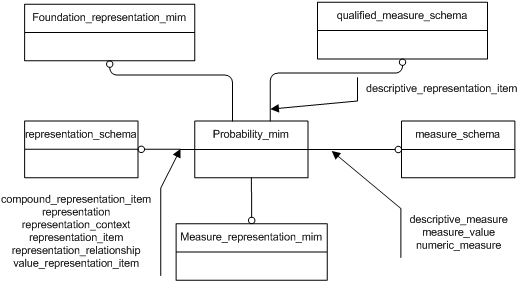 Foundation_representation_mim
qualified_measure_schema
descriptive_representation_item
representation_schema
Probability_mim
measure_schema
compound_representation_item
representation
representation_context
representation_item
representation_relationship
value_representation_item
descriptive_measure
measure_value
numeric_measure
Measure_representation_mim